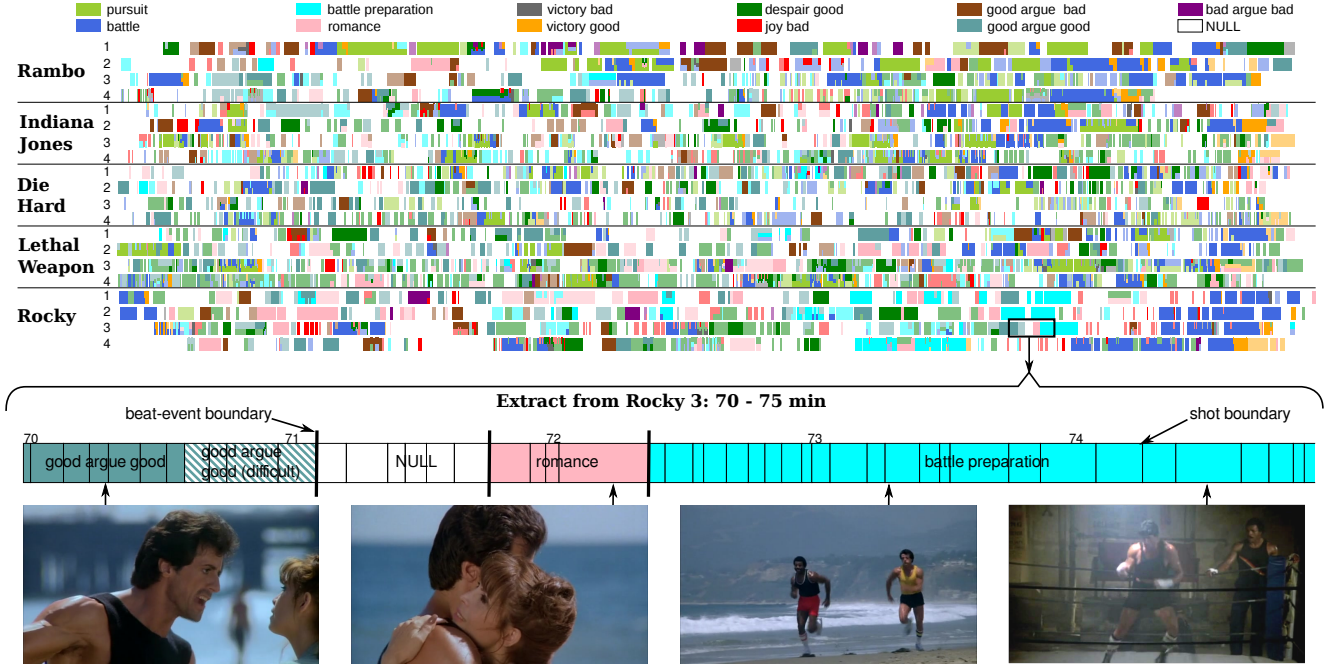 pursuit battle preparation victory bad despair good good argue  bad bad argue bad
battle romance victory good joy bad good argue good NULL
Rambo
1
2
3
4
Indiana
Jones
1
2
3
4
Die
Hard
1
2
3
4
Lethal
Weapon
1
2
3
4
Rocky
1
2
3
4
Extract from Rocky 3: 70 - 75 min
beat-event boundary
shot boundary
70 71 72 73 74
good argue good
good argue
good (difficult)
NULL
romance
battle preparation